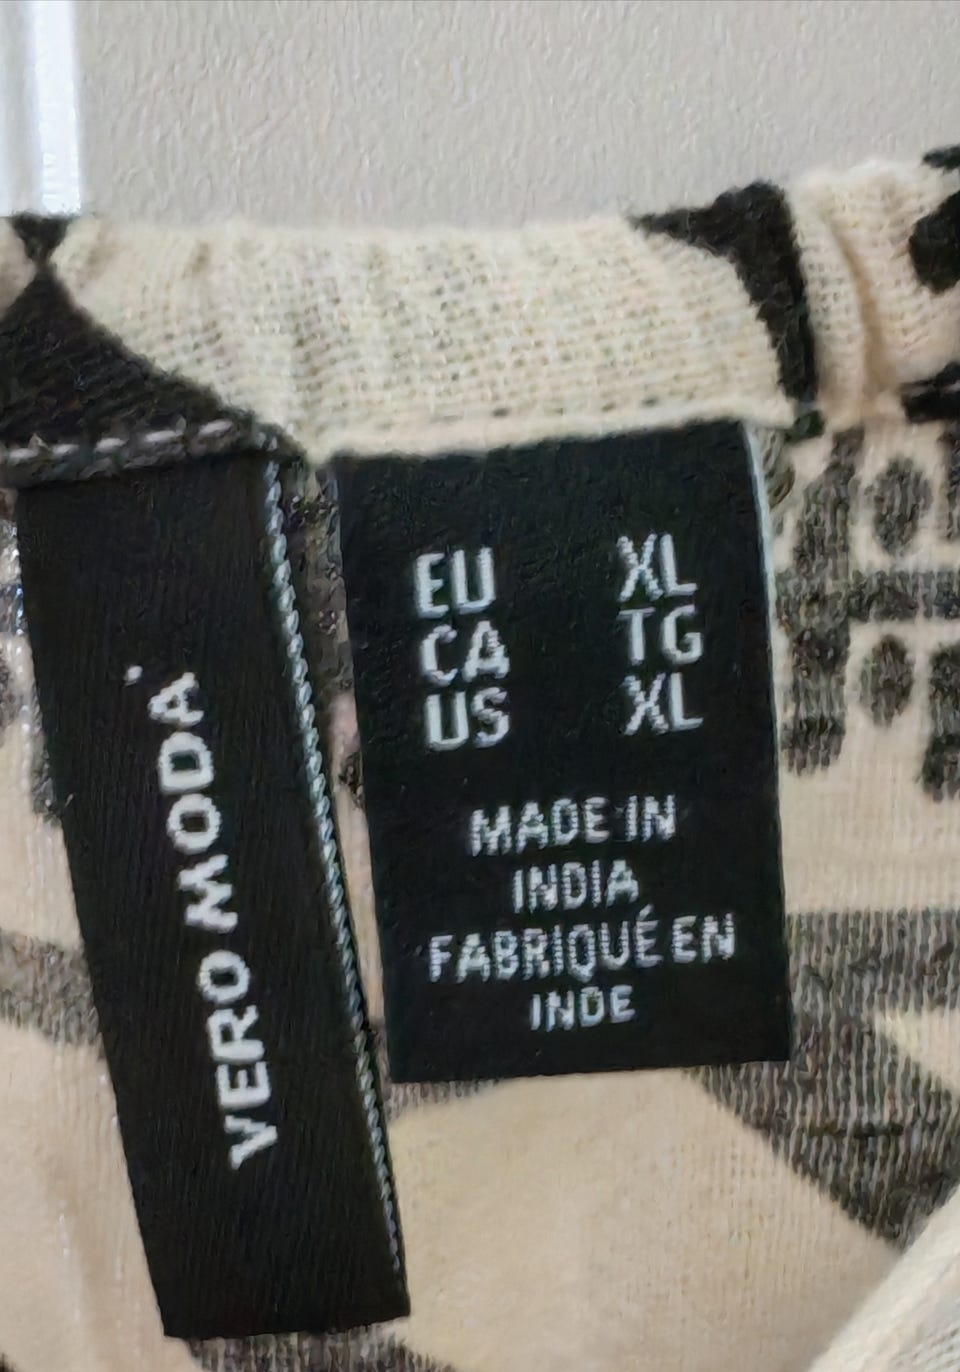 VERO MODA
EU XL
CA TG
US XL
MADE IN
INDIA
FABRIQUÉ EN
INDE